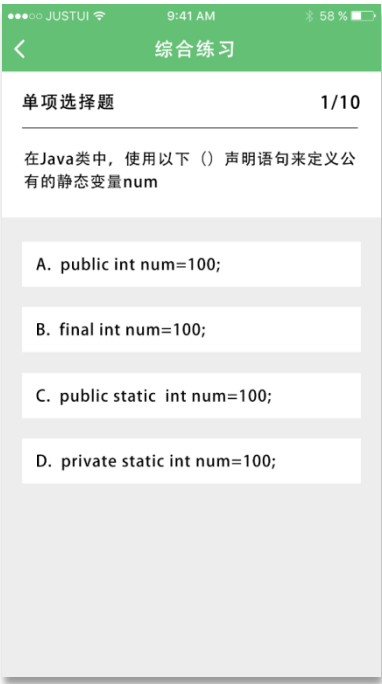 JUSTUI 9:41 AM 58 %
综合练习
单项选择题 1/10
在Java类中，使用以下（）声明语句来定义公
有的静态变量num
A. public int num=100;
B. final int num=100;
C. public static  int num=100;
D. private static int num=100;